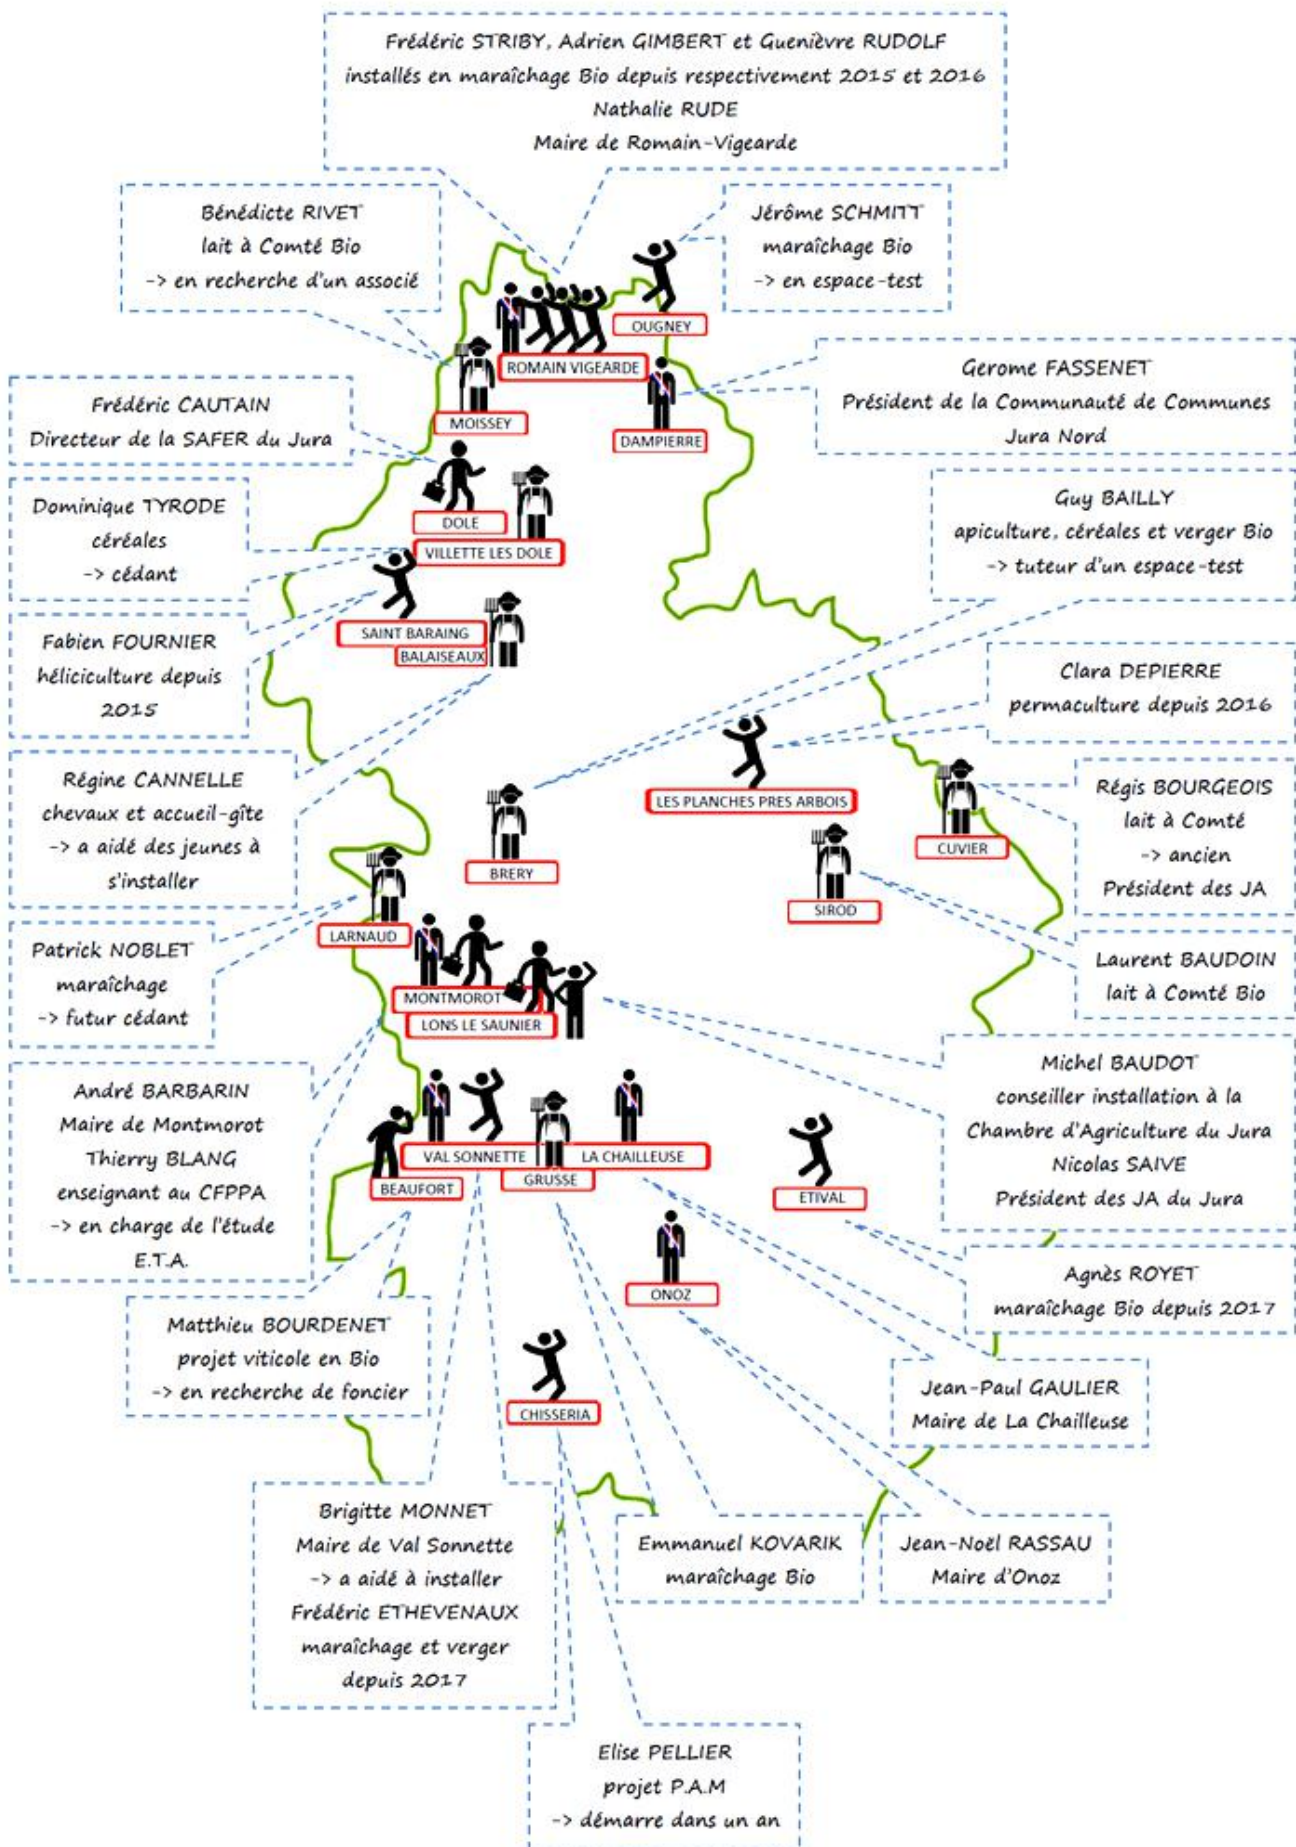 Frédéric STRIBY, Adrien GIMBERT et Guenièvre RUDOLF
installés en maraîchage Bio depuis respectivement 2015 et 2016
Nathalie RUDE
Maire de Romain-Vigearde
Bénédicte RIVET
lait à Comté Bio
-> en recherche d'un associé
Jérôme SCHMITT
maraîchage Bio
-> en espace-test
OUGNEY
ROMAIN VIGEARDE
Gerome FASSENET
Président de la Communauté de Communes
Jura Nord
Frédéric CAUTAIN
Directeur de la SAFER du Jura
MOISSEY
DAMPIERRE
Dominique TYRODE
céréales
-> cédant
DOLE
VILLETTE LES DOLE
Guy BAILLY
apiculture, céréales et verger Bio
-> tuteur d'un espace-test
Fabien FOURNIER
héliciculture depuis
2015
SAINT BARAING
BALAISEAUX
Clara DEPIERRE
permaculture depuis 2016
Régine CANNELLE
chevaux et accueil-gîte
-> a aidé des jeunes à
s'installer
LES PLANCHES PRES ARBOIS
Régis BOURGEOIS
lait à Comté
-> ancien
Président des JA
CUVIER
BRERY
SIROD
Patrick NOBLET
maraîchage
-> futur cédant
LARNAUD
Laurent BAUDOIN
lait à Comté Bio
MONTMOROT
LONS LE SAUNIER
André BARBARIN
Maire de Montmorot
Thierry BLANG
enseignant au CFPPA
-> en charge de l'étude
E.T.A.
Michel BAUDOT
conseiller installation à la
Chambre d'Agriculture du Jura
Nicolas SAIVE
Président des JA du Jura
VAL SONNETTE
LA CHAILLEUSE
BEAUFORT
GRUSSE
ETIVAL
Agnès ROYET
maraîchage Bio depuis 2017
ONOZ
Matthieu BOURDENET
projet viticole en Bio
-> en recherche de foncier
CHISSERIA
Jean-Paul GAULIER
Maire de La Chailleuse
Brigitte MONNET
Maire de Val Sonnette
-> a aidé à installer
Frédéric ETHEVENAUX
maraîchage et verger
depuis 2017
Emmanuel KOVARIK
maraîchage Bio
Jean-Noël RASSAU
Maire d'Onoz
Elise PELLIER
projet P.A.M
-> démarre dans un an